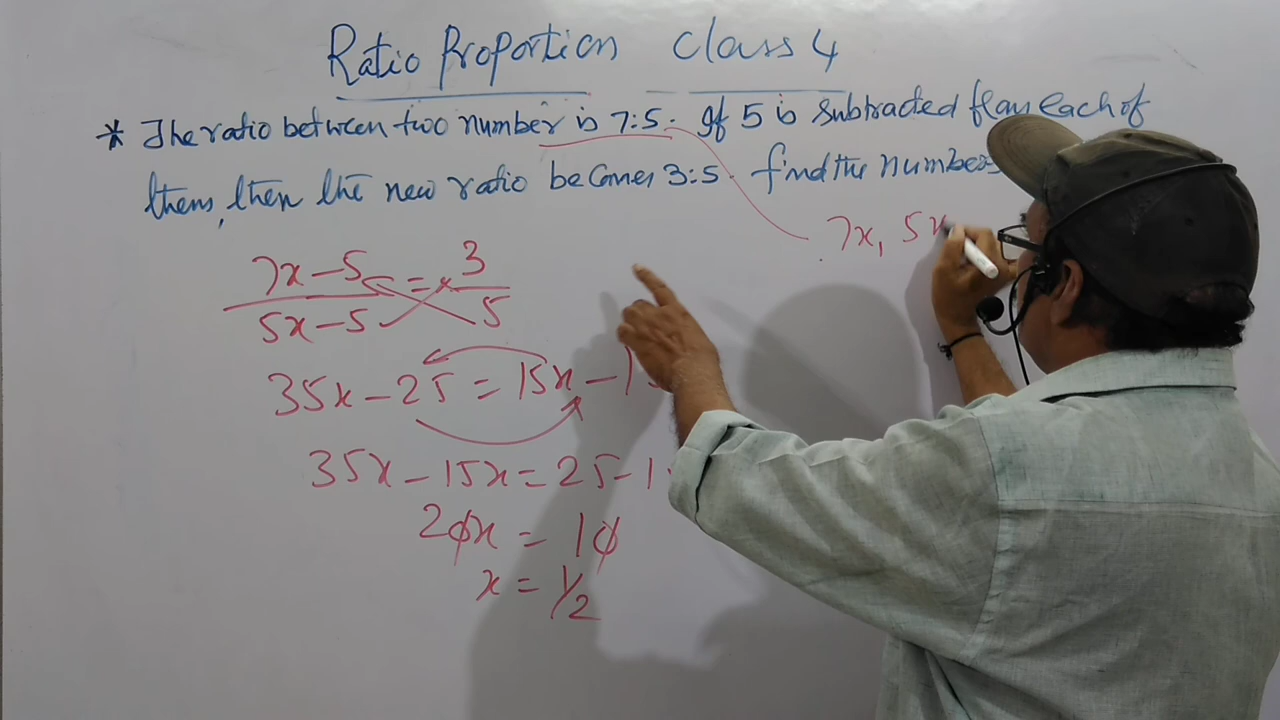 Ratio Proportion Class 4
* The ratio between two number is 7:5. If 5 is subtracted from each of
them, then the new ratio becomes 3:5. find the numbers
7x, 5x
7x-5/5x-5 = 3/5
35x-25 = 15x-1
35x-15x = 25-1
20x = 10
x = 1/2